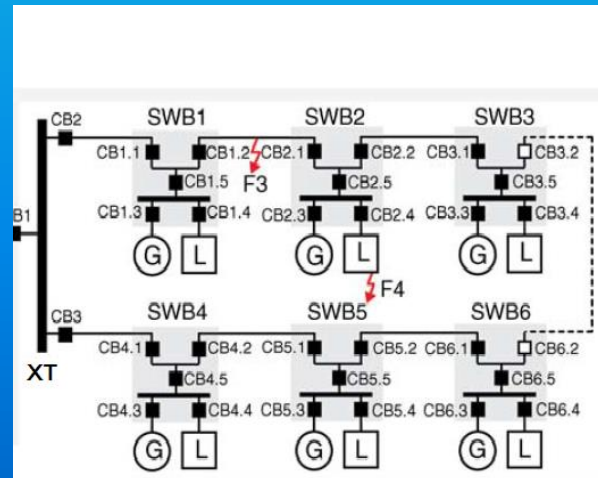 CB2 SWB1 SWB2 SWB3
CB1.1 CB1.2 CB2.1 CB2.2 CB3.1 CB3.2
CB1.5 F3 CB2.5 CB3.5
B1 CB1.3 CB1.4 CB2.3 CB2.4 CB3.3 CB3.4
G L G L G L
F4
CB3 SWB4 SWB5 SWB6
CB4.1 CB4.2 CB5.1 CB5.2 CB6.1 CB6.2
XT CB4.5 CB5.5 CB6.5
CB4.3 CB4.4 CB5.3 CB5.4 CB6.3 CB6.4
G L G L G L